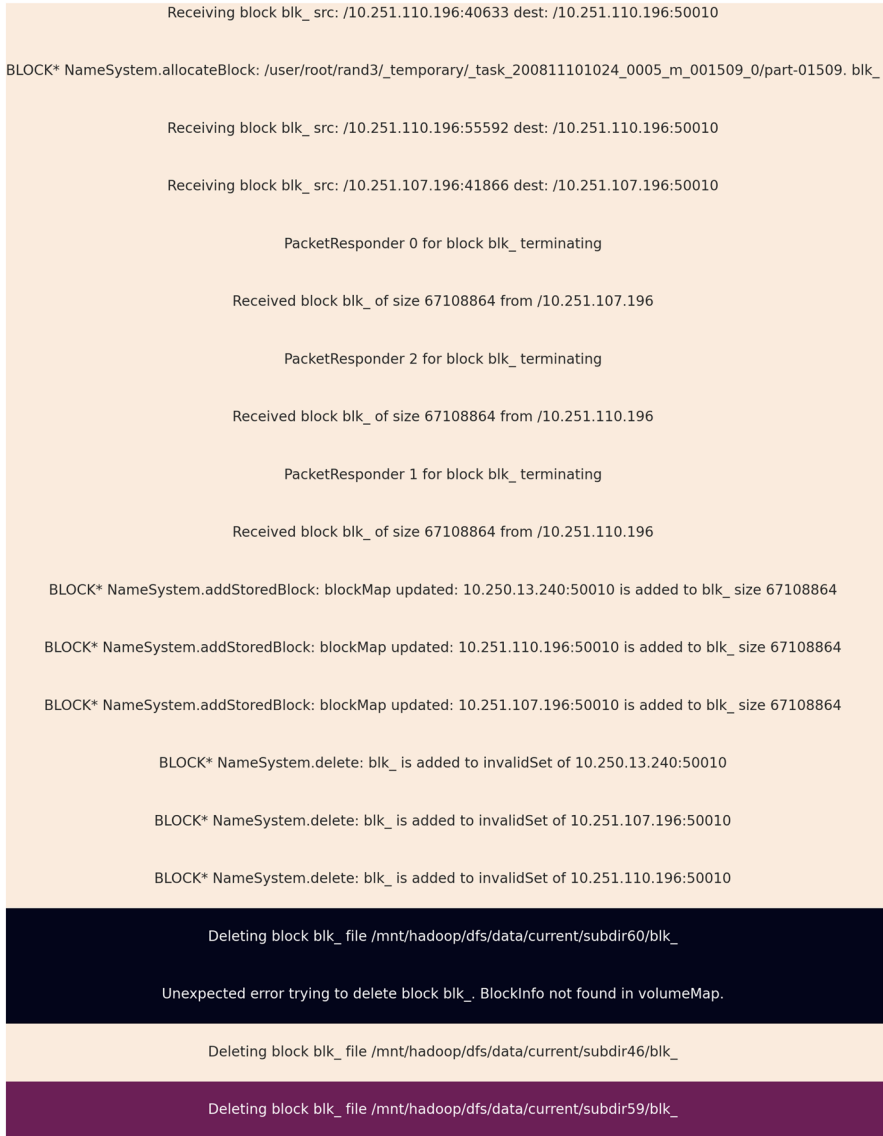 Receiving block blk_ src: /10.251.110.196:40633 dest: /10.251.110.196:50010
BLOCK* NameSystem.allocateBlock: /user/root/rand3/_temporary/_task_200811101024_0005_m_001509_0/part-01509. blk_
Receiving block blk_ src: /10.251.110.196:55592 dest: /10.251.110.196:50010
Receiving block blk_ src: /10.251.107.196:41866 dest: /10.251.107.196:50010
PacketResponder 0 for block blk_ terminating
Received block blk_ of size 67108864 from /10.251.107.196
PacketResponder 2 for block blk_ terminating
Received block blk_ of size 67108864 from /10.251.110.196
PacketResponder 1 for block blk_ terminating
Received block blk_ of size 67108864 from /10.251.110.196
BLOCK* NameSystem.addStoredBlock: blockMap updated: 10.250.13.240:50010 is added to blk_ size 67108864
BLOCK* NameSystem.addStoredBlock: blockMap updated: 10.251.110.196:50010 is added to blk_ size 67108864
BLOCK* NameSystem.addStoredBlock: blockMap updated: 10.251.107.196:50010 is added to blk_ size 67108864
BLOCK* NameSystem.delete: blk_ is added to invalidSet of 10.250.13.240:50010
BLOCK* NameSystem.delete: blk_ is added to invalidSet of 10.251.107.196:50010
BLOCK* NameSystem.delete: blk_ is added to invalidSet of 10.251.110.196:50010
Deleting block blk_ file /mnt/hadoop/dfs/data/current/subdir60/blk_
Unexpected error trying to delete block blk_. BlockInfo not found in volumeMap.
Deleting block blk_ file /mnt/hadoop/dfs/data/current/subdir46/blk_
Deleting block blk_ file /mnt/hadoop/dfs/data/current/subdir59/blk_